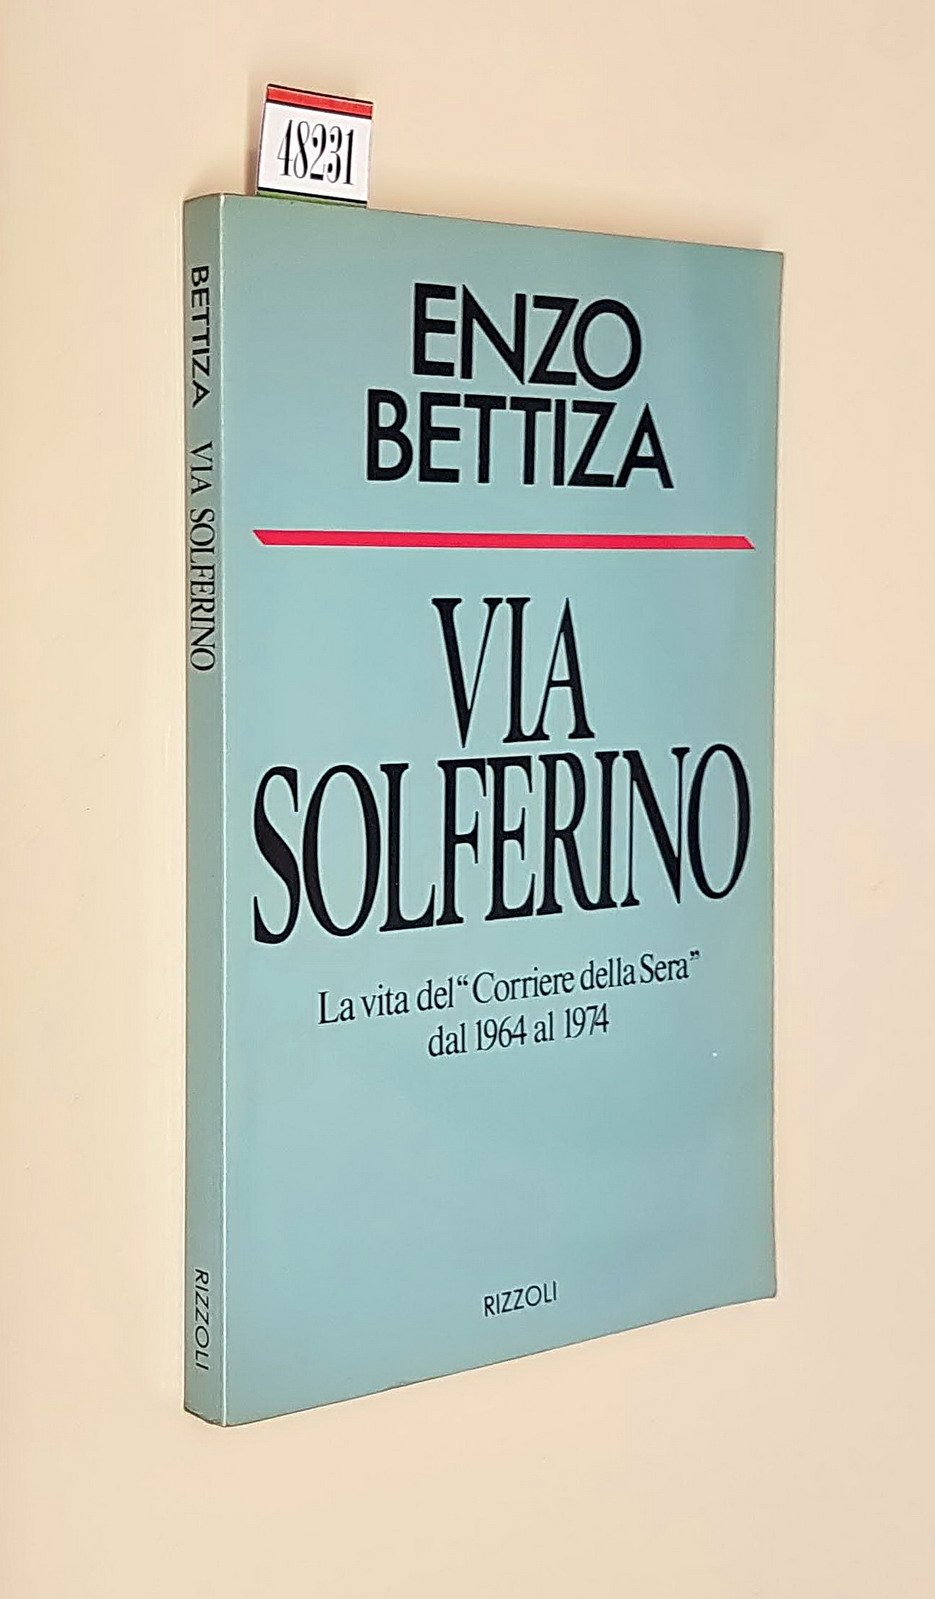 48231
BETTIZA VIA SOLFERINO RIZZOLI
ENZO
BETTIZA
VIA
SOLFERINO
La vita del “Corriere della Sera”
dal 1964 al 1974
RIZZOLI